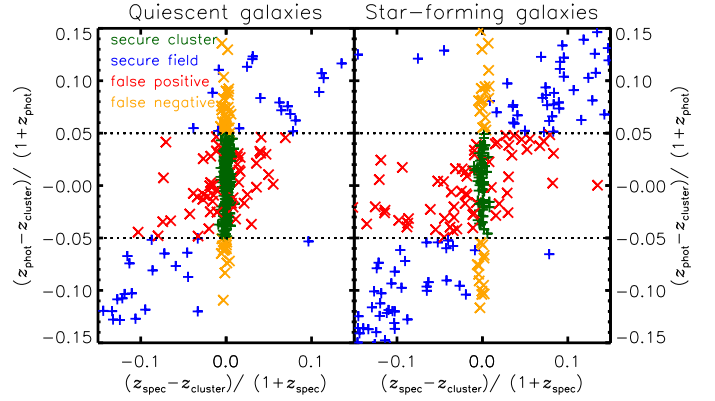 Quiescent galaxies
Star-forming galaxies
secure cluster
secure field
false positive
false negative
0.15
0.10
0.05
-0.00
-0.05
-0.10
-0.15
0.15
0.10
0.05
-0.00
-0.05
-0.10
-0.15
(z_phot-z_cluster)/ (1+z_phot)
(z_phot-z_cluster)/ (1+z_phot)
-0.1 0.0 0.1
-0.1 0.0 0.1
(z_spec-z_cluster)/ (1+z_spec)
(z_spec-z_cluster)/ (1+z_spec)